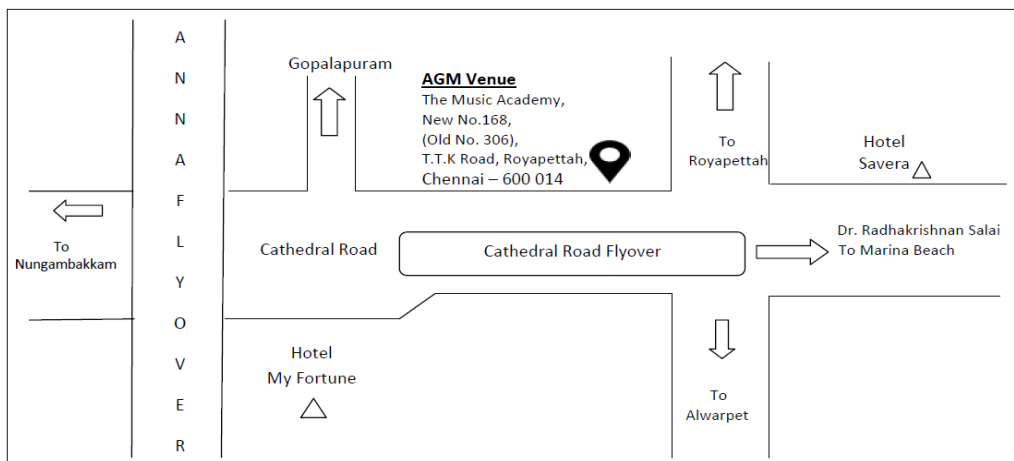 A N N A F L Y O V E R
Gopalapuram
AGM Venue
The Music Academy,
New No.168,
(Old No. 306),
T.T.K Road, Royapettah,
Chennai – 600 014
To
Royapettah
Hotel
Savera
To
Nungambakkam
Cathedral Road
Cathedral Road Flyover
Dr. Radhakrishnan Salai
To Marina Beach
Hotel
My Fortune
To
Alwarpet